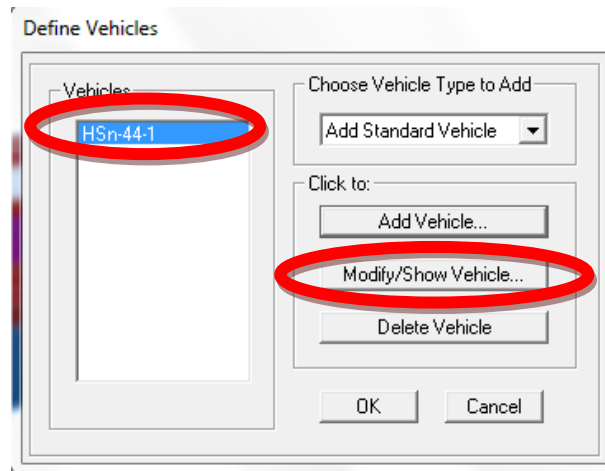 Define Vehicles
Vehicles
HSn-44-1
Choose Vehicle Type to Add
Add Standard Vehicle
Click to:
Add Vehicle...
Modify/Show Vehicle...
Delete Vehicle
OK
Cancel